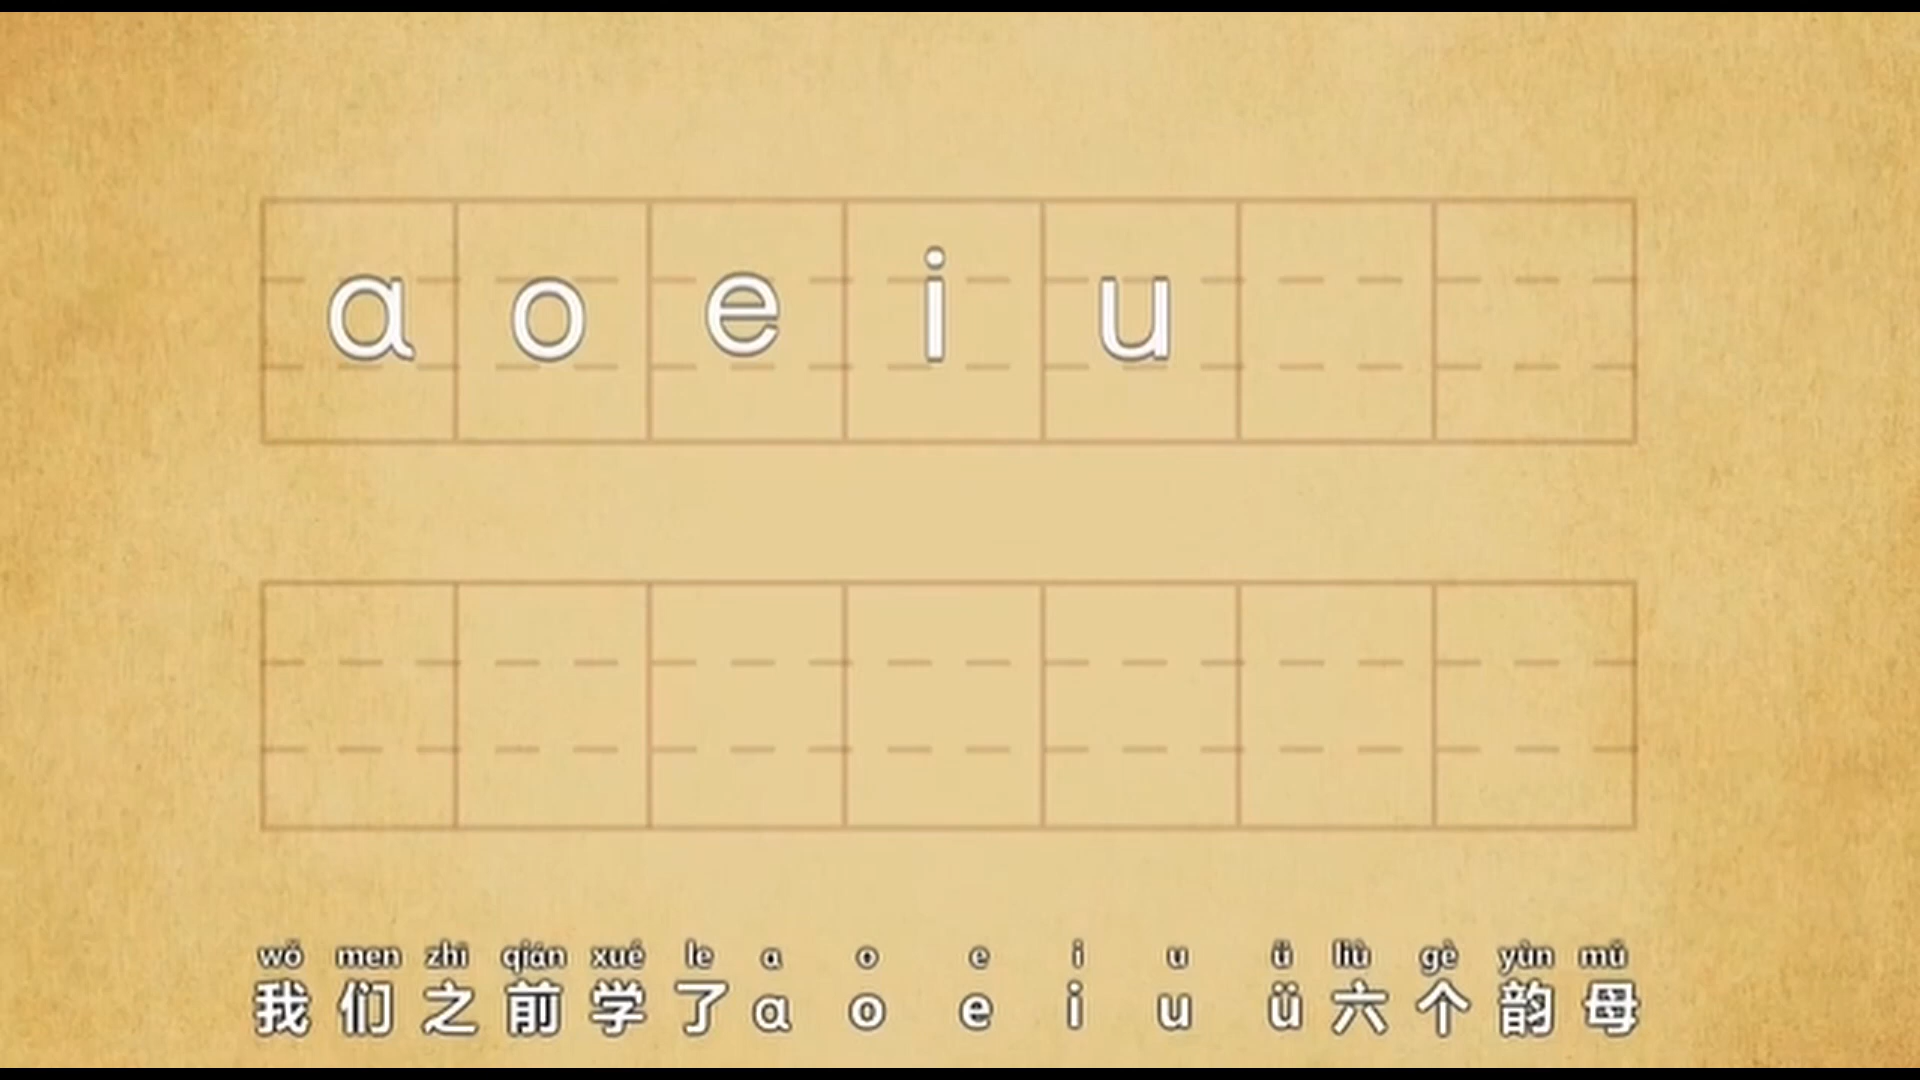 ɑ o e i u
wǒ men zhī qián xué le ɑ o e i u ü liù gè yùn mǔ
我们之前学了ɑ o e i u ü六个韵母